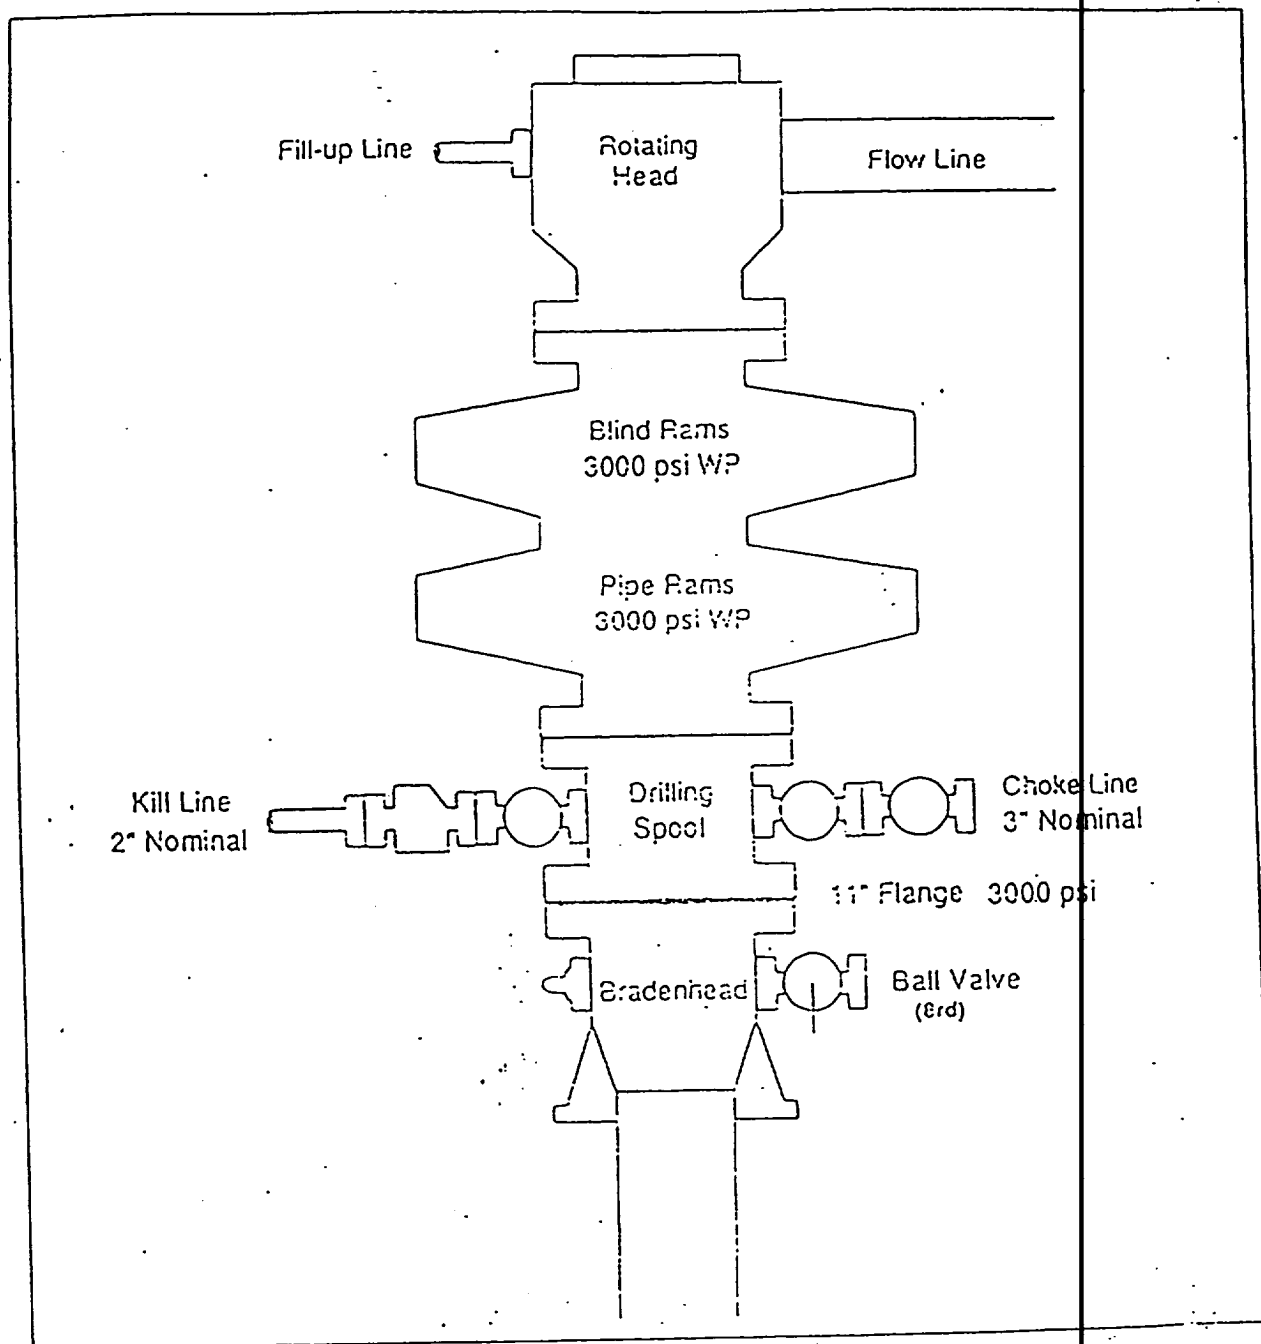 Fill-up Line
Rotating
Head
Flow Line
Blind Rams
3000 psi WP
Pipe Rams
3000 psi WP
Kill Line
2" Nominal
Drilling
Spool
Choke Line
3" Nominal
11" Flange 3000 psi
Bradenhead
Ball Valve
(8rd)